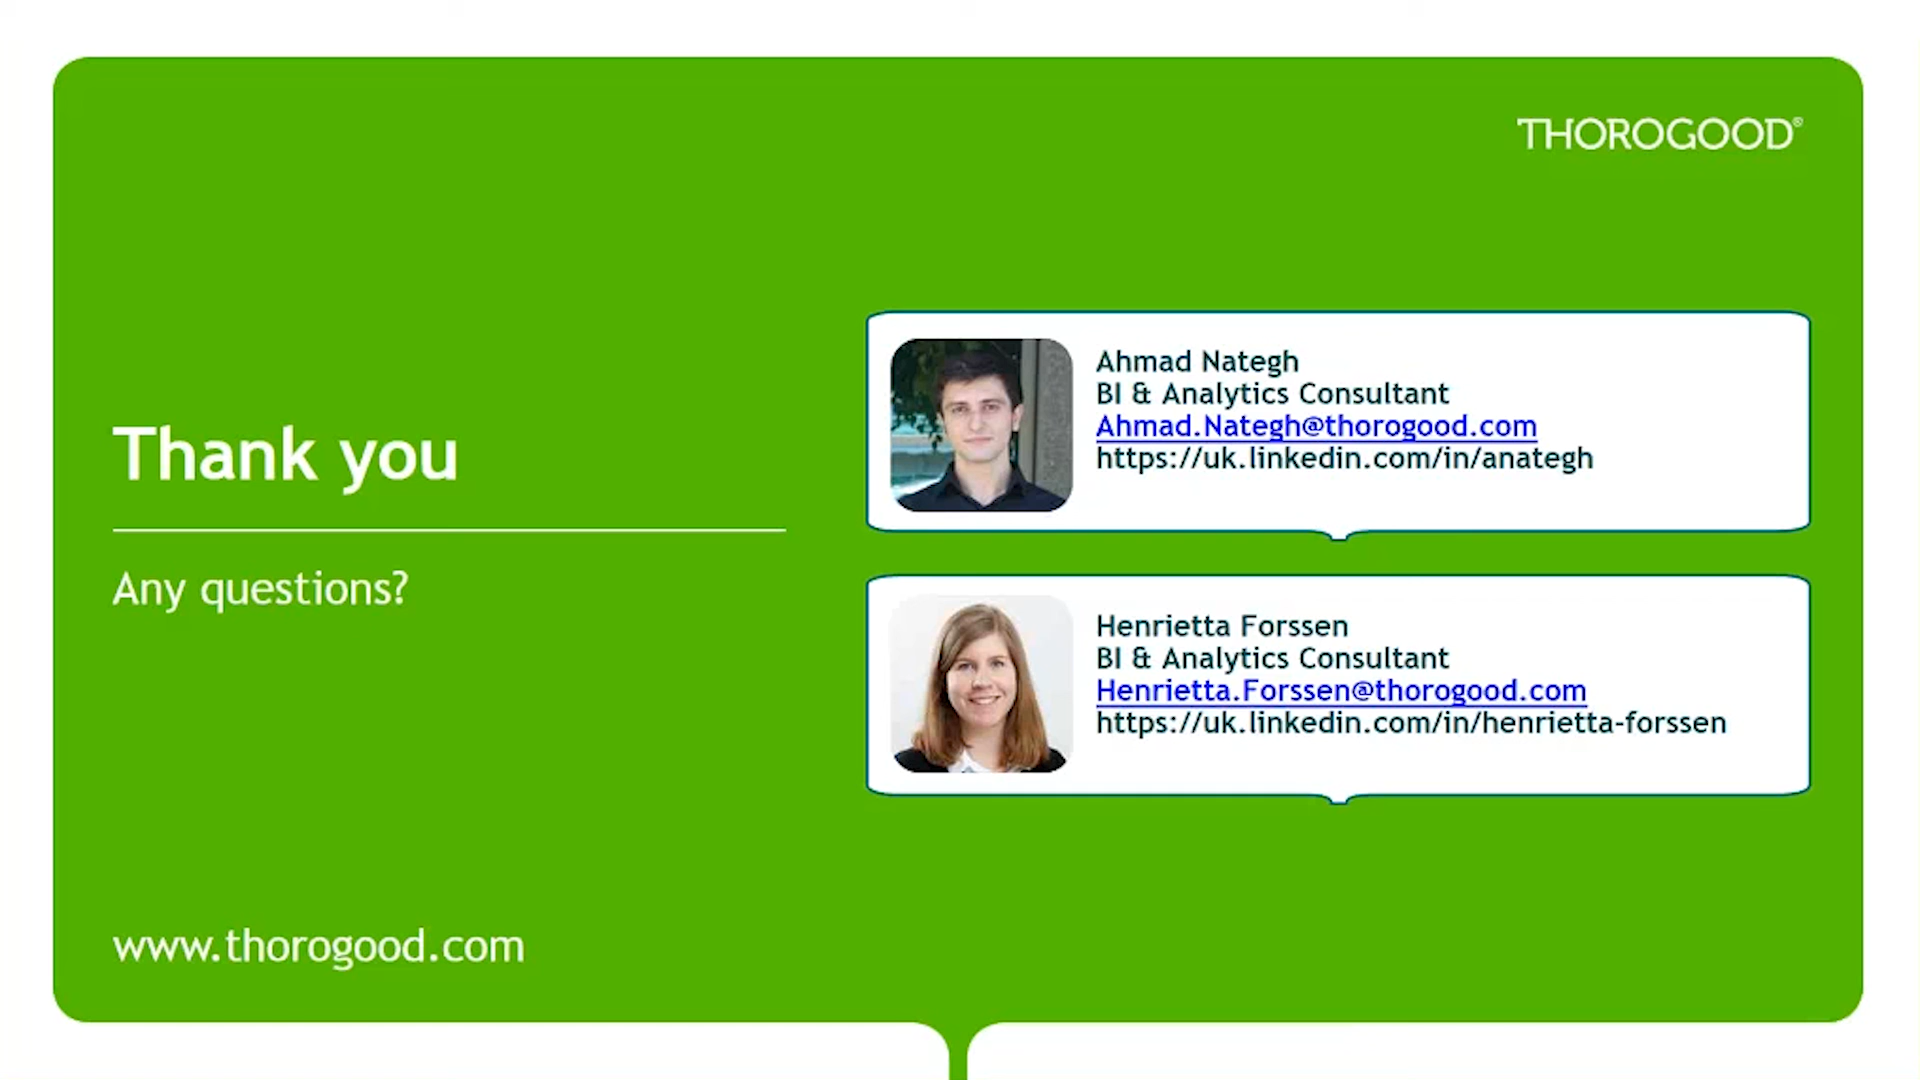 THOROGOOD®
Thank you
Any questions?
Ahmad Nategh
BI & Analytics Consultant
Ahmad.Nategh@thorogood.com
https://uk.linkedin.com/in/anategh
Henrietta Forssen
BI & Analytics Consultant
Henrietta.Forssen@thorogood.com
https://uk.linkedin.com/in/henrietta-forssen
www.thorogood.com